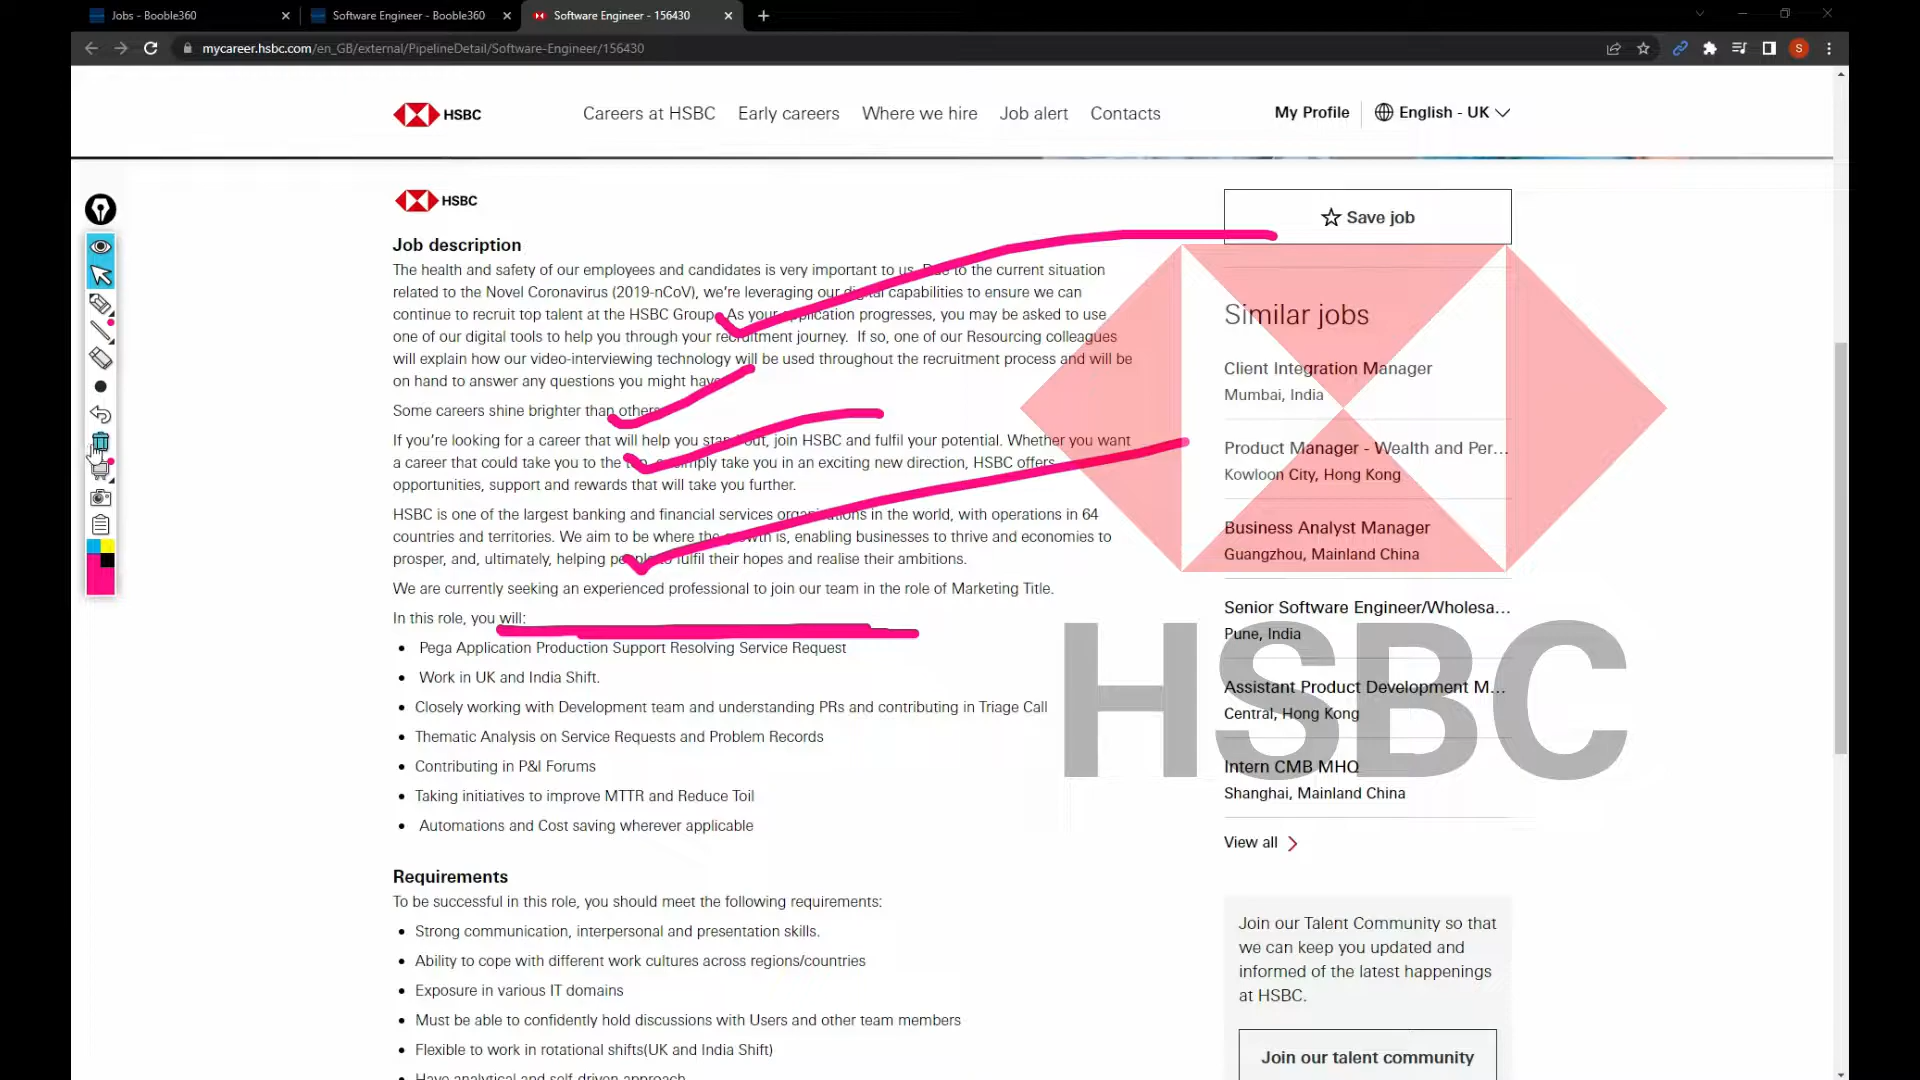 Jobs - Booble360
Software Engineer - Booble360
Software Engineer - 156430
mycareer.hsbc.com/en_GB/external/PipelineDetail/Software-Engineer/156430
S
HSBC
Careers at HSBC
Early careers
Where we hire
Job alert
Contacts
My Profile
English - UK
HSBC
Job description
The health and safety of our employees and candidates is very important to us. Due to the current situation
related to the Novel Coronavirus (2019-nCoV), we’re leveraging our digital capabilities to ensure we can
continue to recruit top talent at the HSBC Group. As your application progresses, you may be asked to use
one of our digital tools to help you through your recruitment journey. If so, one of our Resourcing colleagues
will explain how our video-interviewing technology will be used throughout the recruitment process and will be
on hand to answer any questions you might have
Some careers shine brighter than others
If you’re looking for a career that will help you stand out, join HSBC and fulfil your potential. Whether you want
a career that could take you to the top, or simply take you in an exciting new direction, HSBC offers
opportunities, support and rewards that will take you further.
HSBC is one of the largest banking and financial services organisations in the world, with operations in 64
countries and territories. We aim to be where the growth is, enabling businesses to thrive and economies to
prosper, and, ultimately, helping people to fulfil their hopes and realise their ambitions.
We are currently seeking an experienced professional to join our team in the role of Marketing Title.
In this role, you will:
• Pega Application Production Support Resolving Service Request
• Work in UK and India Shift.
• Closely working with Development team and understanding PRs and contributing in Triage Call
• Thematic Analysis on Service Requests and Problem Records
• Contributing in P&I Forums
• Taking initiatives to improve MTTR and Reduce Toil
• Automations and Cost saving wherever applicable
Requirements
To be successful in this role, you should meet the following requirements:
• Strong communication, interpersonal and presentation skills.
• Ability to cope with different work cultures across regions/countries
• Exposure in various IT domains
• Must be able to confidently hold discussions with Users and other team members
• Flexible to work in rotational shifts(UK and India Shift)
• Have analytical and self driven approach
Save job
Similar jobs
Client Integration Manager
Mumbai, India
Product Manager - Wealth and Per...
Kowloon City, Hong Kong
Business Analyst Manager
Guangzhou, Mainland China
Senior Software Engineer/Wholesa...
Pune, India
Assistant Product Development M...
Central, Hong Kong
Intern CMB MHQ
Shanghai, Mainland China
View all
HSBC
Join our Talent Community so that
we can keep you updated and
informed of the latest happenings
at HSBC.
Join our talent community